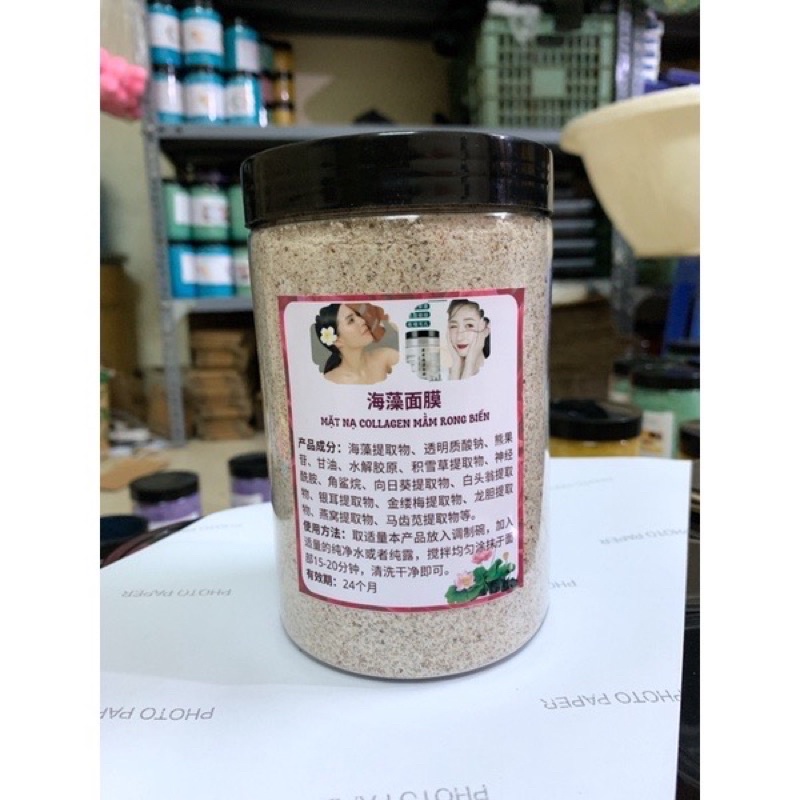 海藻面膜
MẶT NẠ COLLAGEN MẦM RONG BIỂN
产品成分：海藻提取物、透明质酸钠、熊果
苷、甘油、水解胶原、积雪草提取物、神经
酰胺、角鲨烷、向日葵提取物、白头翁提取
物、银耳提取物、金缕梅提取物、龙胆提取
物、燕窝提取物、马齿苋提取物等。
使用方法：取适量本产品放入调制碗，加入
适量的纯净水或者纯露，搅拌均匀涂抹于面
部15-20分钟，清洗干净即可。
有效期：24个月
PHOTO PAPER
PHOTO PAPER
PHOTO PAPER
PHOTO PAPER